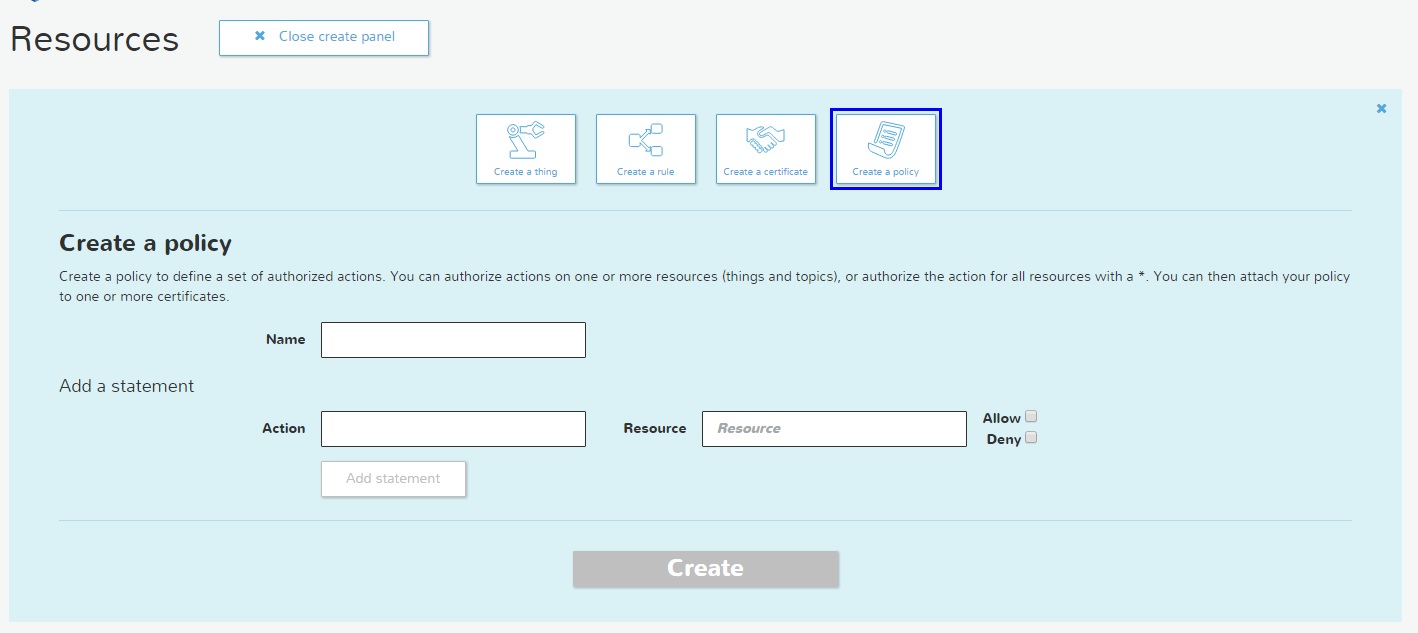 Resources
✖ Close create panel
✖
Create a thing
Create a rule
Create a certificate
Create a policy
Create a policy
Create a policy to define a set of authorized actions. You can authorize actions on one or more resources (things and topics), or authorize the action for all resources with a *. You can then attach your policy
to one or more certificates.
Name
Add a statement
Action
Resource
Resource
Allow
Deny
Add statement
Create